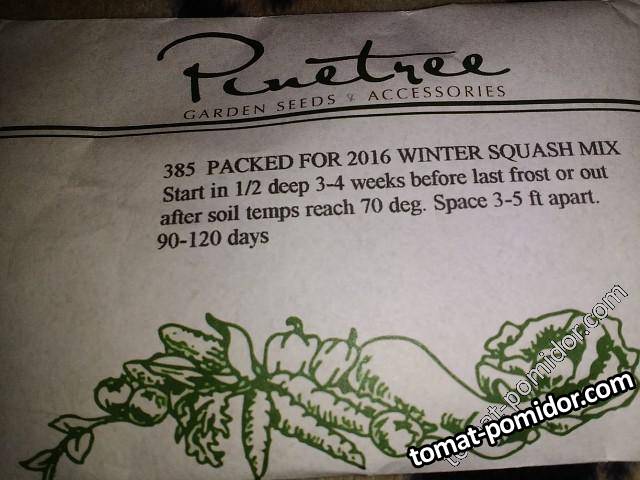 Pinetree
GARDEN SEEDS & ACCESSORIES
385 PACKED FOR 2016 WINTER SQUASH MIX
Start in 1/2 deep 3-4 weeks before last frost or out
after soil temps reach 70 deg. Space 3-5 ft apart.
90-120 days
tomat-pomidor.com
tomat-pomidor.com